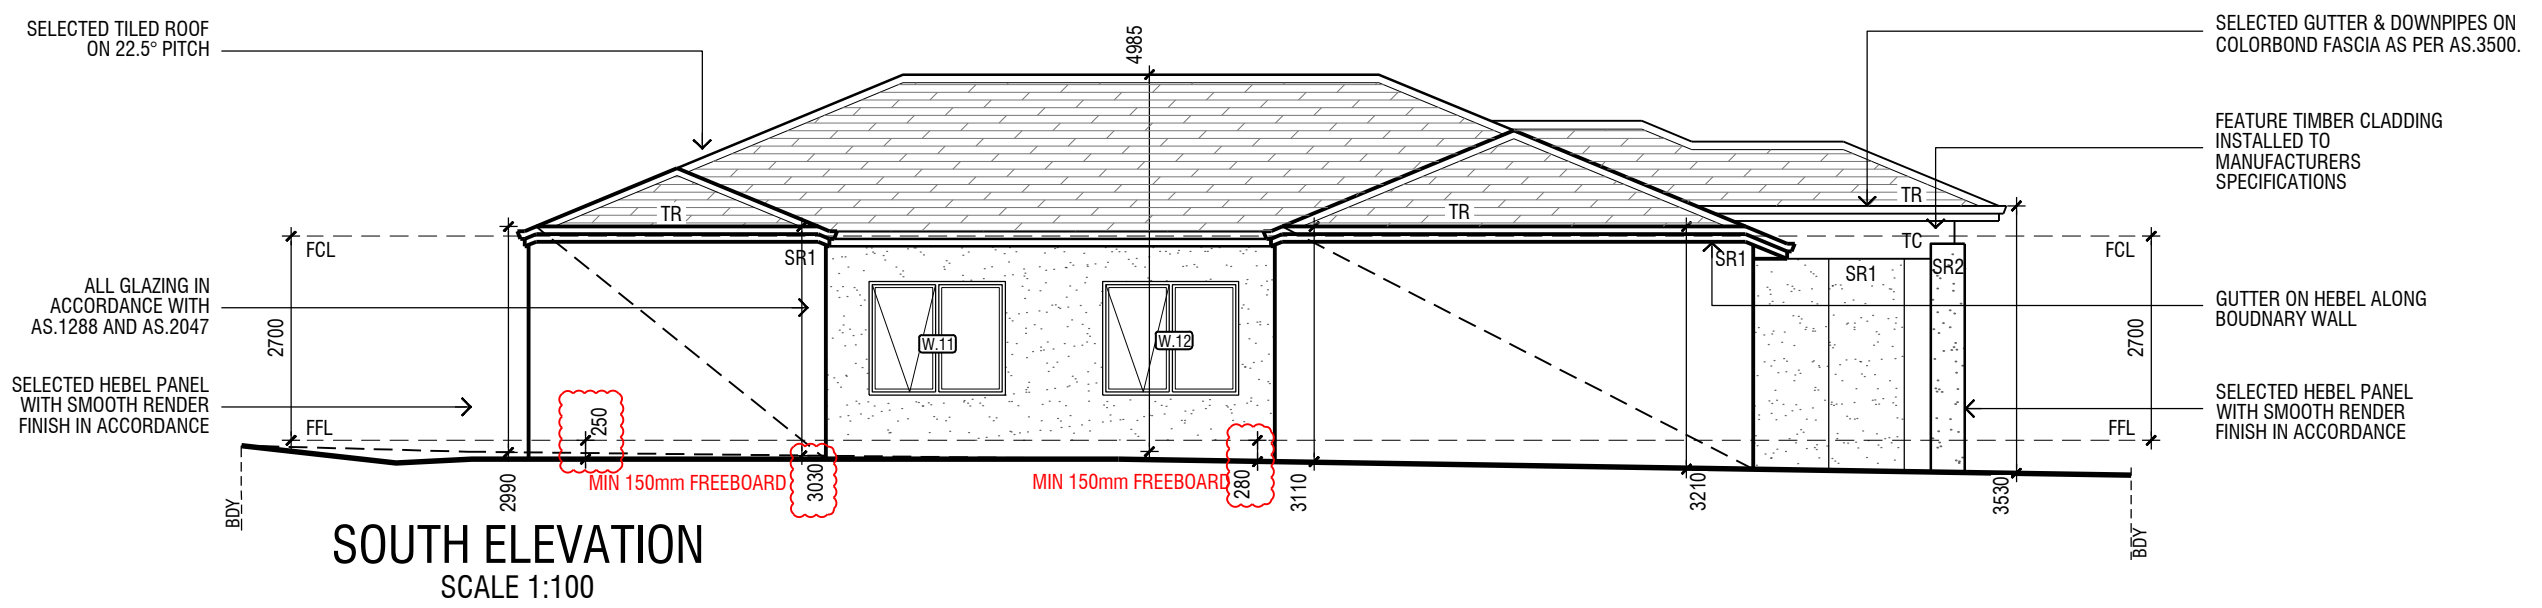 SELECTED TILED ROOF
ON 22.5° PITCH
ALL GLAZING IN
ACCORDANCE WITH
AS.1288 AND AS.2047
SELECTED HEBEL PANEL
WITH SMOOTH RENDER
FINISH IN ACCORDANCE
2700
FCL
FFL
BDY
2990
250
MIN 150mm FREEBOARD
3030
TR
SR1
W.11
4985
W.12
MIN 150mm FREEBOARD
280
3110
TR
SR1
3210
SR1
TR
TC
SR2
3530
FCL
FFL
2700
BDY
SELECTED GUTTER & DOWNPIPES ON
COLORBOND FASCIA AS PER AS.3500.
FEATURE TIMBER CLADDING
INSTALLED TO
MANUFACTURERS
SPECIFICATIONS
GUTTER ON HEBEL ALONG
BOUDNARY WALL
SELECTED HEBEL PANEL
WITH SMOOTH RENDER
FINISH IN ACCORDANCE
SOUTH ELEVATION
SCALE 1:100